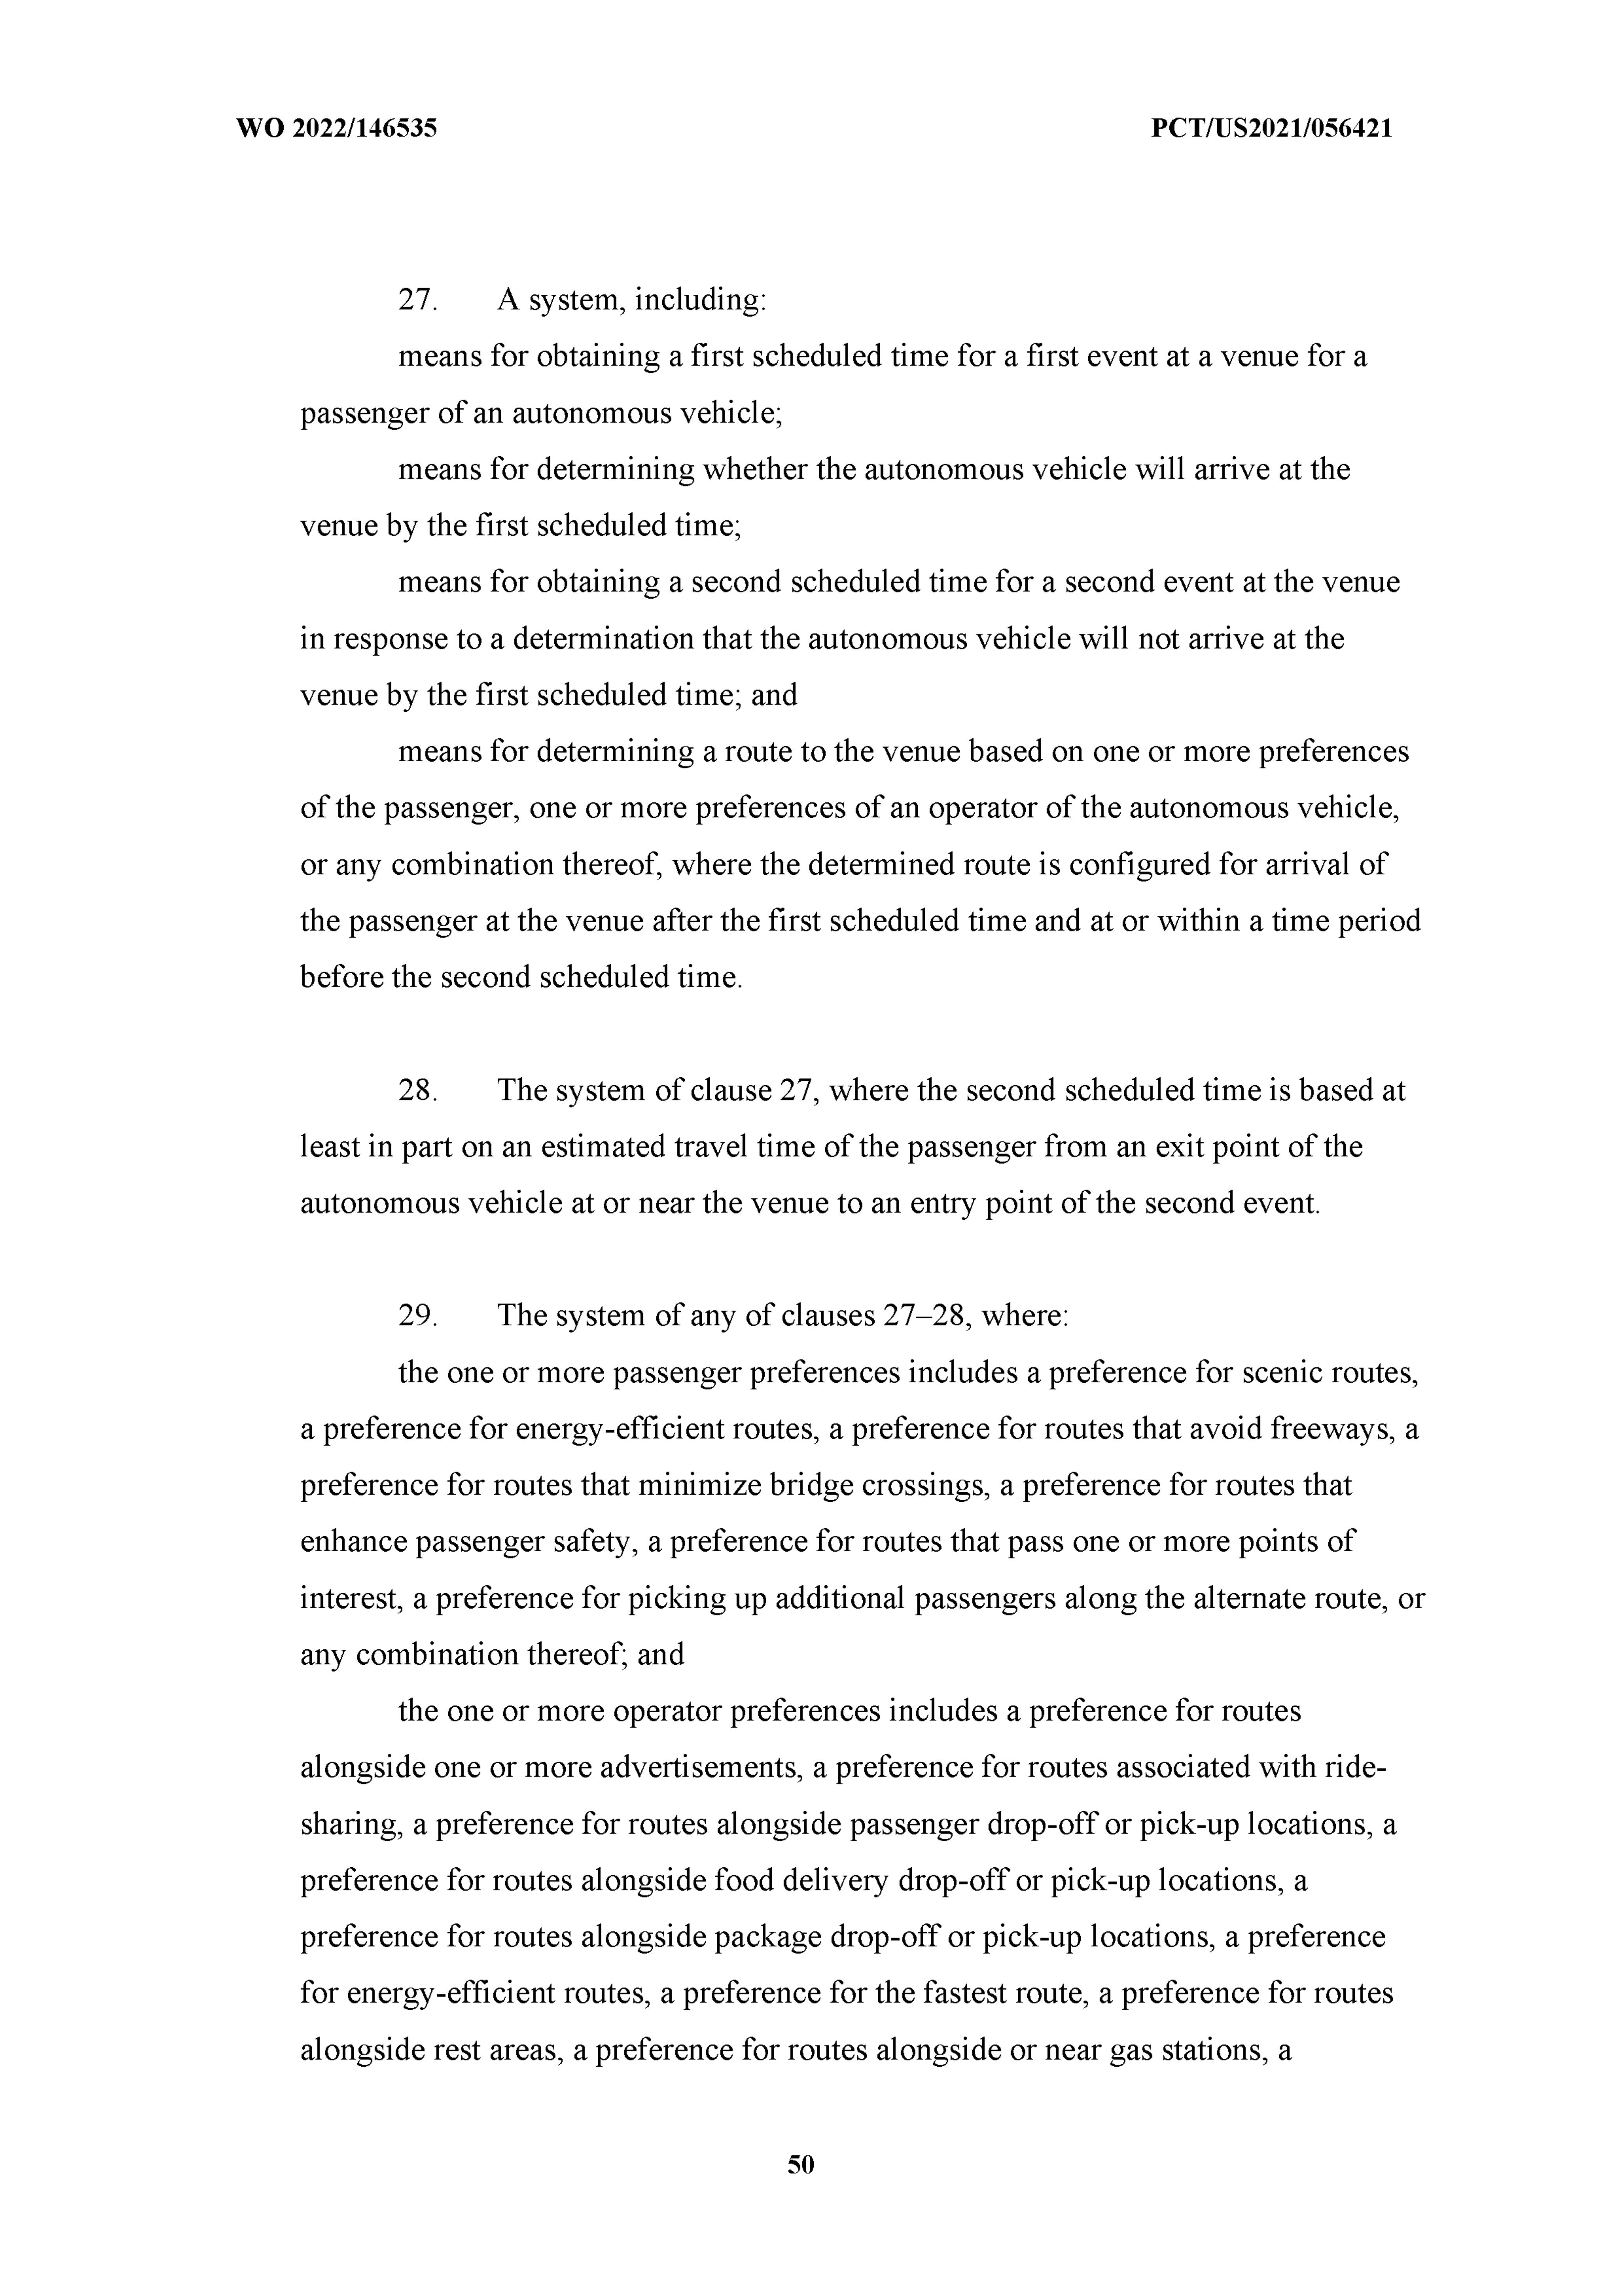 WO 2022/146535 PCT/US2021/056421
27. A system, including:
means for obtaining a first scheduled time for a first event at a venue for a
passenger of an autonomous vehicle;
means for determining whether the autonomous vehicle will arrive at the
venue by the first scheduled time;
means for obtaining a second scheduled time for a second event at the venue
in response to a determination that the autonomous vehicle will not arrive at the
venue by the first scheduled time; and
means for determining a route to the venue based on one or more preferences
of the passenger, one or more preferences of an operator of the autonomous vehicle,
or any combination thereof, where the determined route is configured for arrival of
the passenger at the venue after the first scheduled time and at or within a time period
before the second scheduled time.
28. The system of clause 27, where the second scheduled time is based at
least in part on an estimated travel time of the passenger from an exit point of the
autonomous vehicle at or near the venue to an entry point of the second event.
29. The system of any of clauses 27–28, where:
the one or more passenger preferences includes a preference for scenic routes,
a preference for energy-efficient routes, a preference for routes that avoid freeways, a
preference for routes that minimize bridge crossings, a preference for routes that
enhance passenger safety, a preference for routes that pass one or more points of
interest, a preference for picking up additional passengers along the alternate route, or
any combination thereof; and
the one or more operator preferences includes a preference for routes
alongside one or more advertisements, a preference for routes associated with ride-
sharing, a preference for routes alongside passenger drop-off or pick-up locations, a
preference for routes alongside food delivery drop-off or pick-up locations, a
preference for routes alongside package drop-off or pick-up locations, a preference
for energy-efficient routes, a preference for the fastest route, a preference for routes
alongside rest areas, a preference for routes alongside or near gas stations, a
50